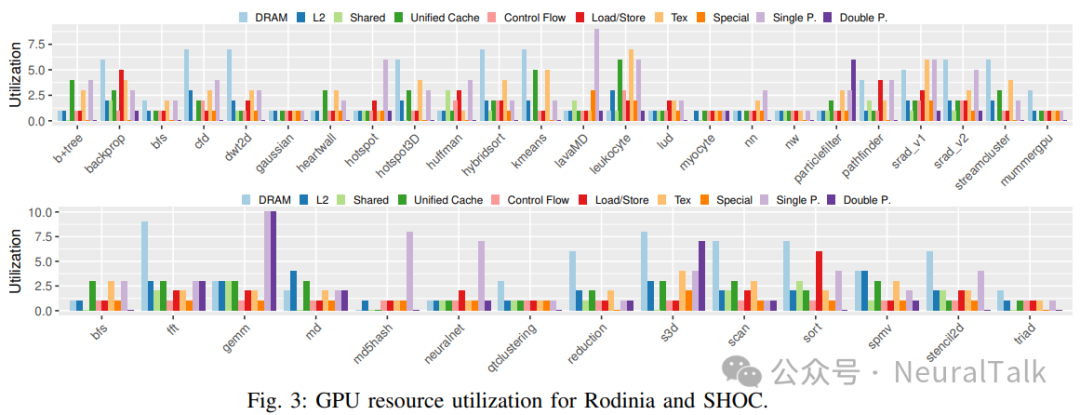 DRAM L2 Shared Unified Cache Control Flow Load/Store Tex Special Single P. Double P.
Utilization
7.5
5.0
2.5
0.0
b+tree backprop bfs cfd dwt2d gaussian heartwall hotspot hotspot3D huffman hybridsort kmeans lavaMD leukocyte lud myocyte nn nw particlefilter pathfinder srad_v1 srad_v2 streamcluster mummergpu
DRAM L2 Shared Unified Cache Control Flow Load/Store Tex Special Single P. Double P.
Utilization
10.0
7.5
5.0
2.5
0.0
bfs fft gemm md md5hash neuralnet qtclustering reduction s3d scan sort spmv stencil2d triad
公众号 · NeuralTalk
Fig. 3: GPU resource utilization for Rodinia and SHOC.